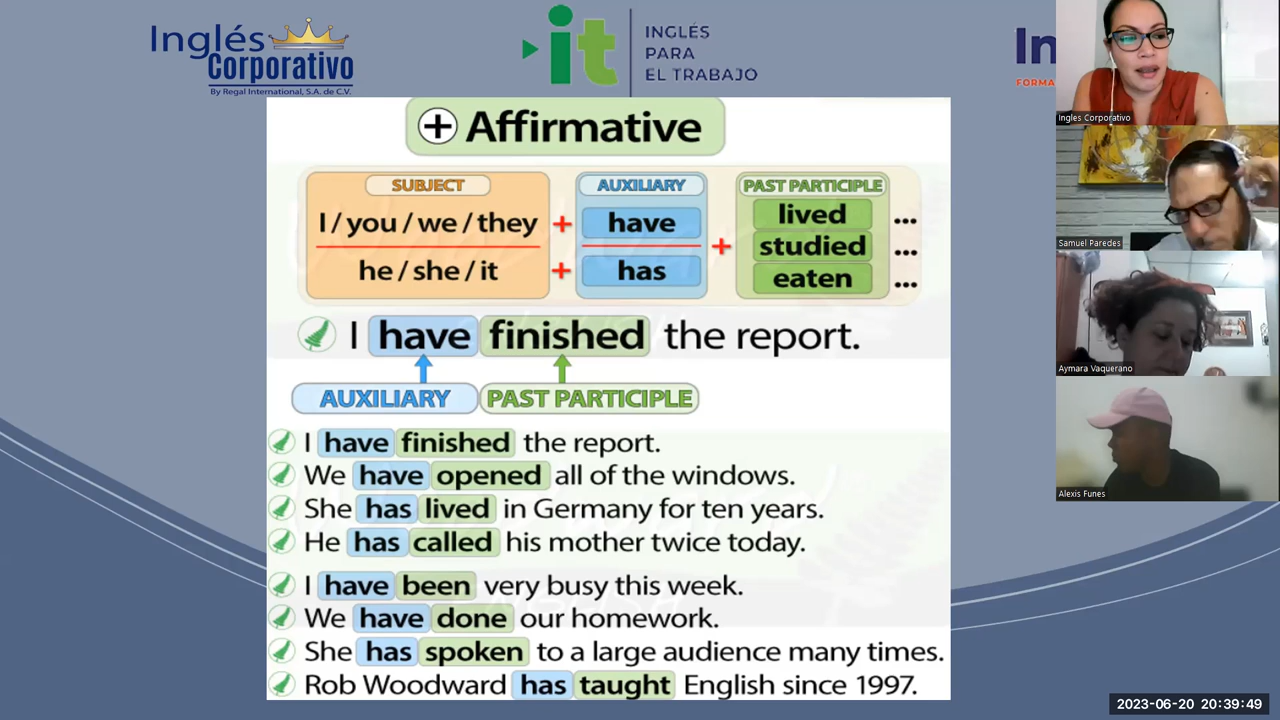 Inglés
Corporativo
By Regal International, S.A. de C.V.
it
INGLÉS
PARA
EL TRABAJO
In
FORMA
+ Affirmative
SUBJECT
AUXILIARY
PAST PARTICIPLE
I / you / we / they + have
he / she / it + has
+
lived ...
studied ...
eaten ...
I have finished the report.
AUXILIARY PAST PARTICIPLE
I have finished the report.
We have opened all of the windows.
She has lived in Germany for ten years.
He has called his mother twice today.
I have been very busy this week.
We have done our homework.
She has spoken to a large audience many times.
Rob Woodward has taught English since 1997.
Ingles Corporativo
Samuel Paredes
Aymara Vaquerano
Alexis Funes
2023-06-20 20:39:49